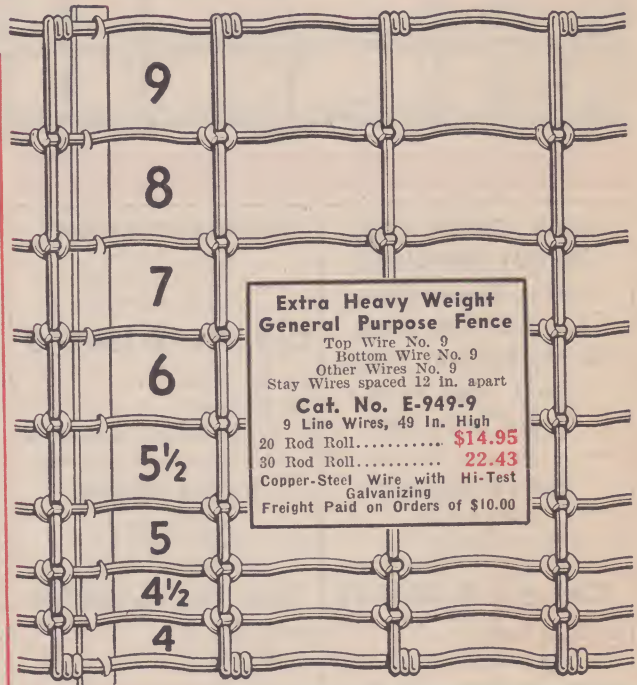 9
8
7
6
5½
5
4½
4
Extra Heavy Weight
General Purpose Fence
Top Wire No. 9
Bottom Wire No. 9
Other Wires No. 9
Stay Wires spaced 12 in. apart
Cat. No. E-949-9
9 Line Wires, 49 In. High
20 Rod Roll........... $14.95
30 Rod Roll........... 22.43
Copper-Steel Wire with Hi-Test
Galvanizing
Freight Paid on Orders of $10.00